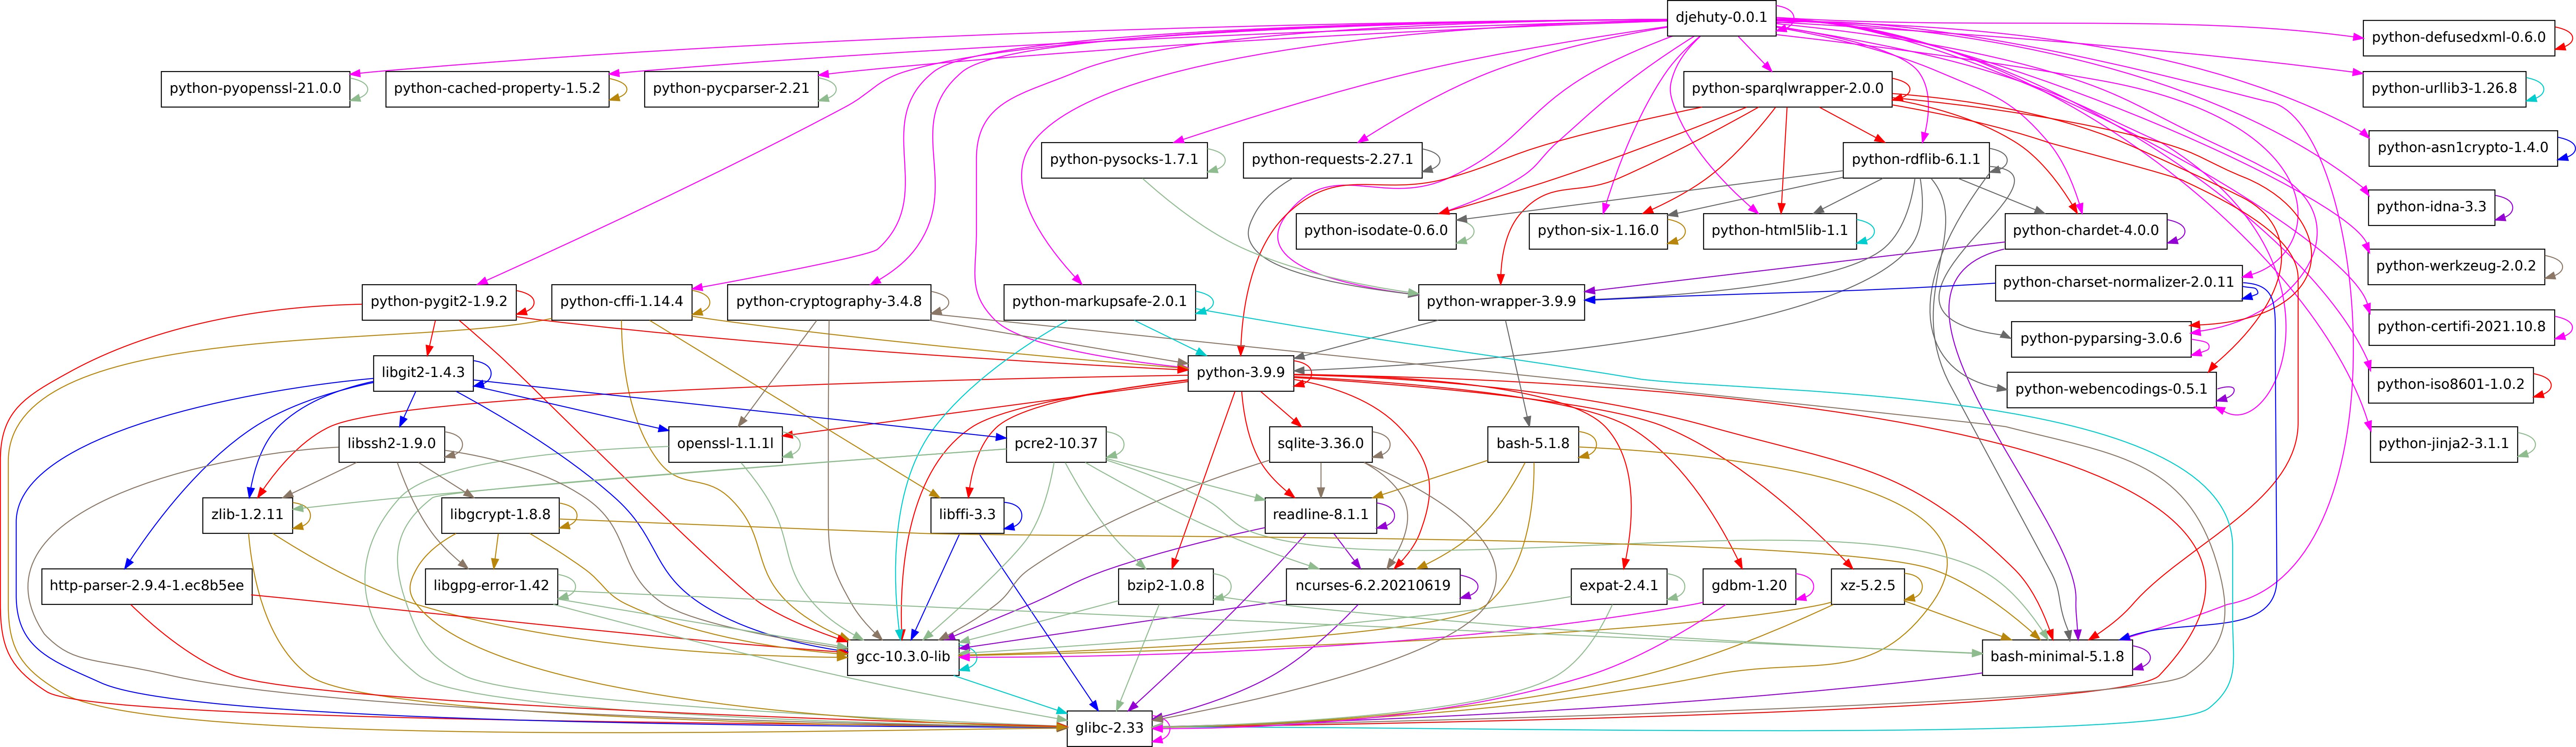 djehuty-0.0.1
python-defusedxml-0.6.0
python-pyopenssl-21.0.0
python-cached-property-1.5.2
python-pycparser-2.21
python-sparqlwrapper-2.0.0
python-urllib3-1.26.8
python-asn1crypto-1.4.0
python-pysocks-1.7.1
python-requests-2.27.1
python-rdflib-6.1.1
python-idna-3.3
python-isodate-0.6.0
python-six-1.16.0
python-html5lib-1.1
python-chardet-4.0.0
python-werkzeug-2.0.2
python-charset-normalizer-2.0.11
python-pygit2-1.9.2
python-cffi-1.14.4
python-cryptography-3.4.8
python-markupsafe-2.0.1
python-wrapper-3.9.9
python-certifi-2021.10.8
python-pyparsing-3.0.6
libgit2-1.4.3
python-3.9.9
python-iso8601-1.0.2
python-webencodings-0.5.1
libssh2-1.9.0
openssl-1.1.1l
pcre2-10.37
sqlite-3.36.0
bash-5.1.8
python-jinja2-3.1.1
zlib-1.2.11
libgcrypt-1.8.8
libffi-3.3
readline-8.1.1
http-parser-2.9.4-1.ec8b5ee
libgpg-error-1.42
bzip2-1.0.8
ncurses-6.2.20210619
expat-2.4.1
gdbm-1.20
xz-5.2.5
gcc-10.3.0-lib
bash-minimal-5.1.8
glibc-2.33